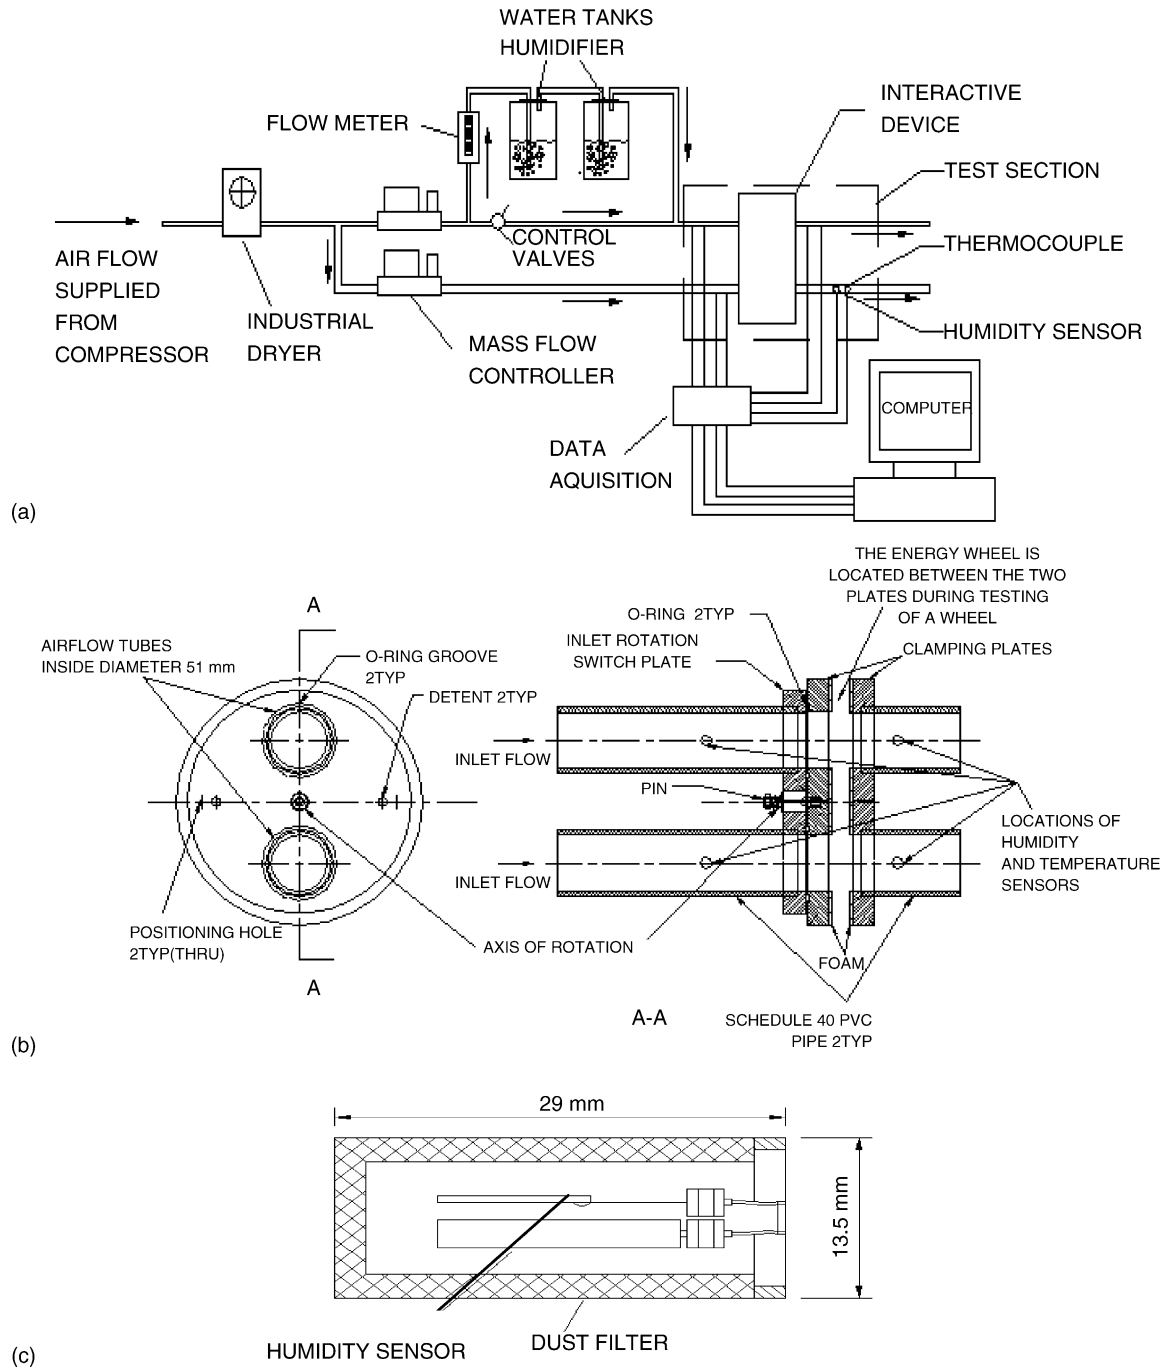 WATER TANKS
HUMIDIFIER
FLOW METER
INTERACTIVE
DEVICE
TEST SECTION
CONTROL
VALVES
THERMOCOUPLE
AIR FLOW
SUPPLIED
FROM
COMPRESSOR
INDUSTRIAL
DRYER
MASS FLOW
CONTROLLER
HUMIDITY SENSOR
COMPUTER
DATA
AQUISITION
(a)
THE ENERGY WHEEL IS
LOCATED BETWEEN THE TWO
PLATES DURING TESTING
OF A WHEEL
A
AIRFLOW TUBES
INSIDE DIAMETER 51 mm
O-RING GROOVE
2TYP
DETENT 2TYP
O-RING 2TYP
INLET ROTATION
SWITCH PLATE
CLAMPING PLATES
INLET FLOW
PIN
INLET FLOW
LOCATIONS OF
HUMIDITY
AND TEMPERATURE
SENSORS
POSITIONING HOLE
2TYP(THRU)
AXIS OF ROTATION
FOAM
A
A-A
SCHEDULE 40 PVC
PIPE 2TYP
(b)
29 mm
13.5 mm
HUMIDITY SENSOR
DUST FILTER
(c)